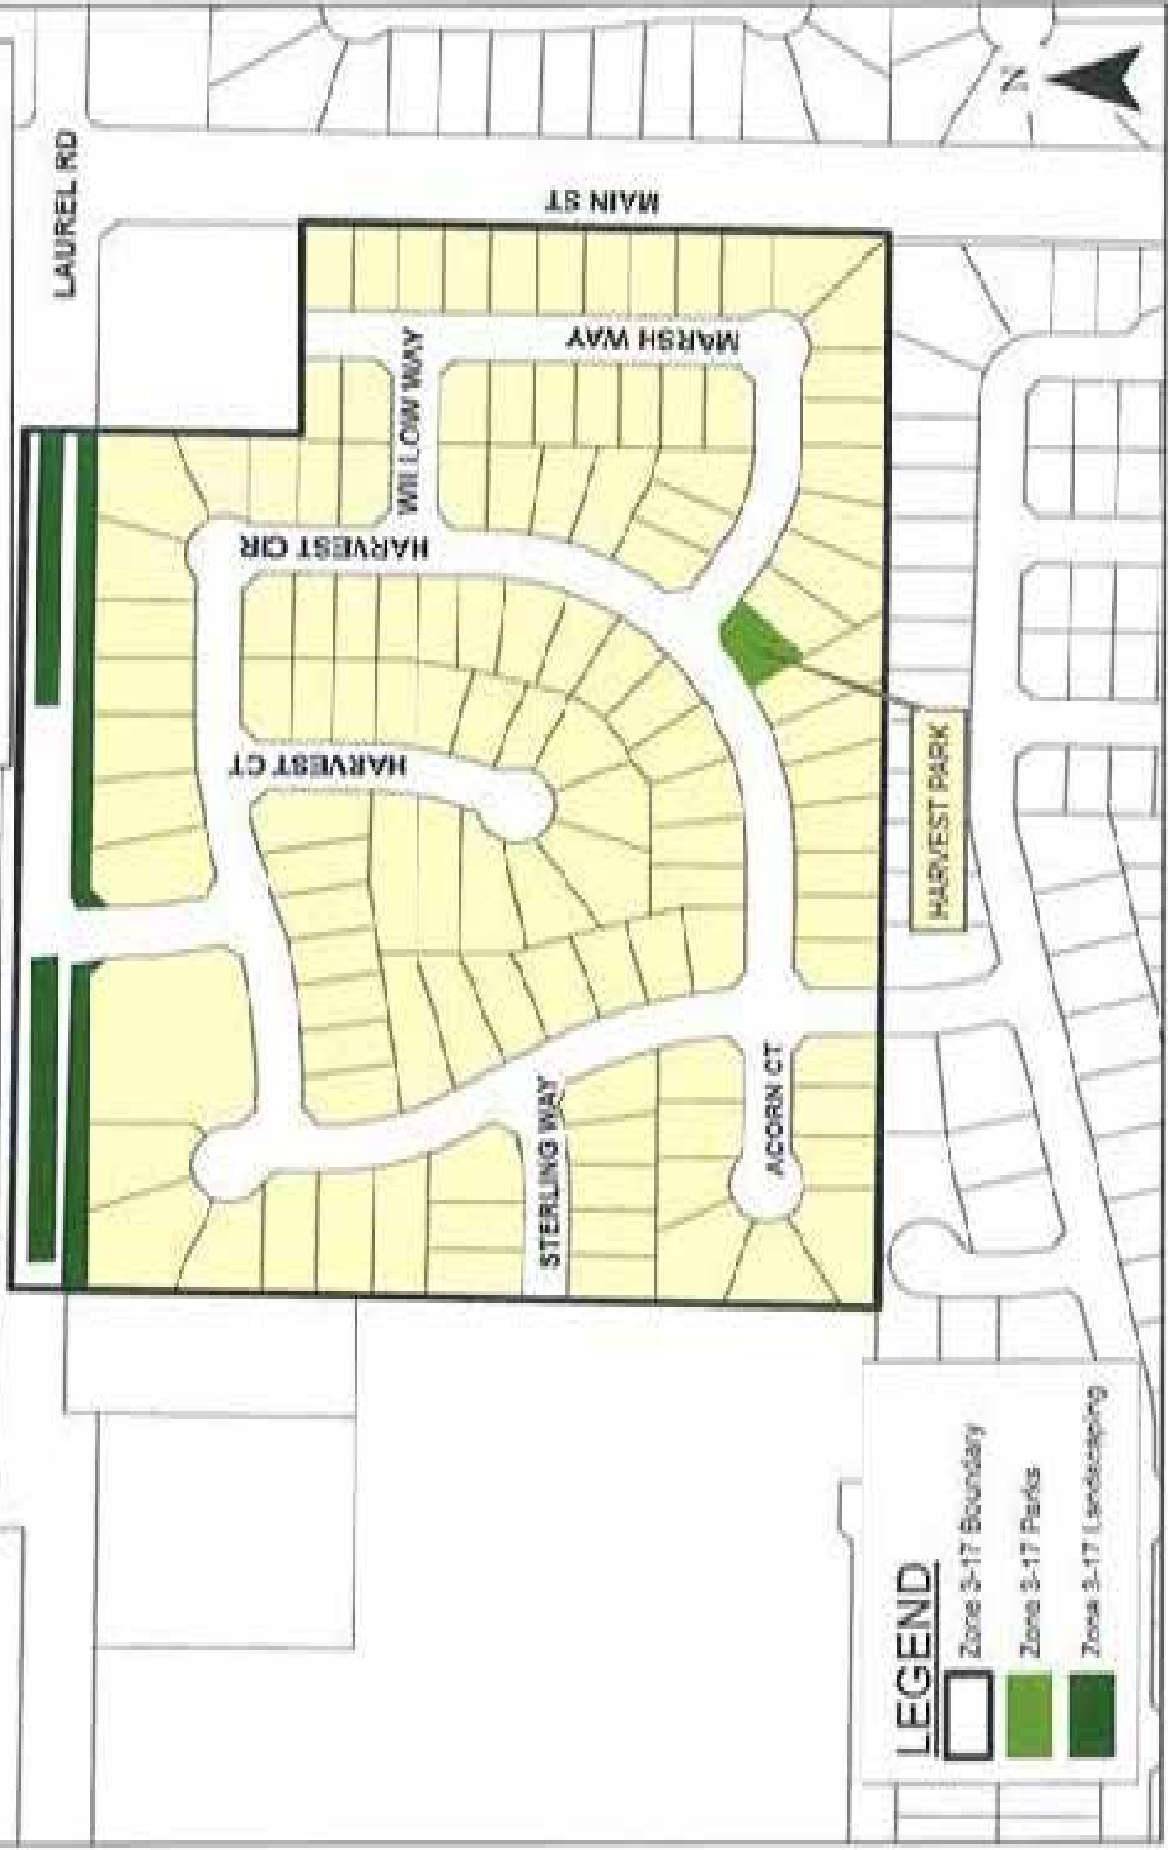 LAUREL RD
N
MAIN ST
MARSH WAY
WILLOW WAY
HARVEST CIR
HARVEST CT
HARVEST PARK
STERLING WAY
ACORN CT
LEGEND
Zone 3-17 Boundary
Zone 3-17 Parks
Zone 3-17 Landscaping